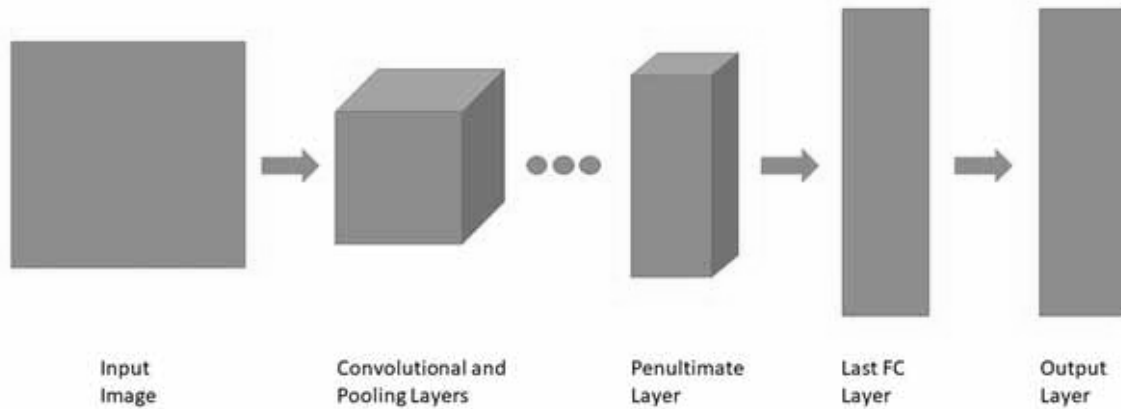 Input
Image
Convolutional and
Pooling Layers
Penultimate
Layer
Last FC
Layer
Output
Layer